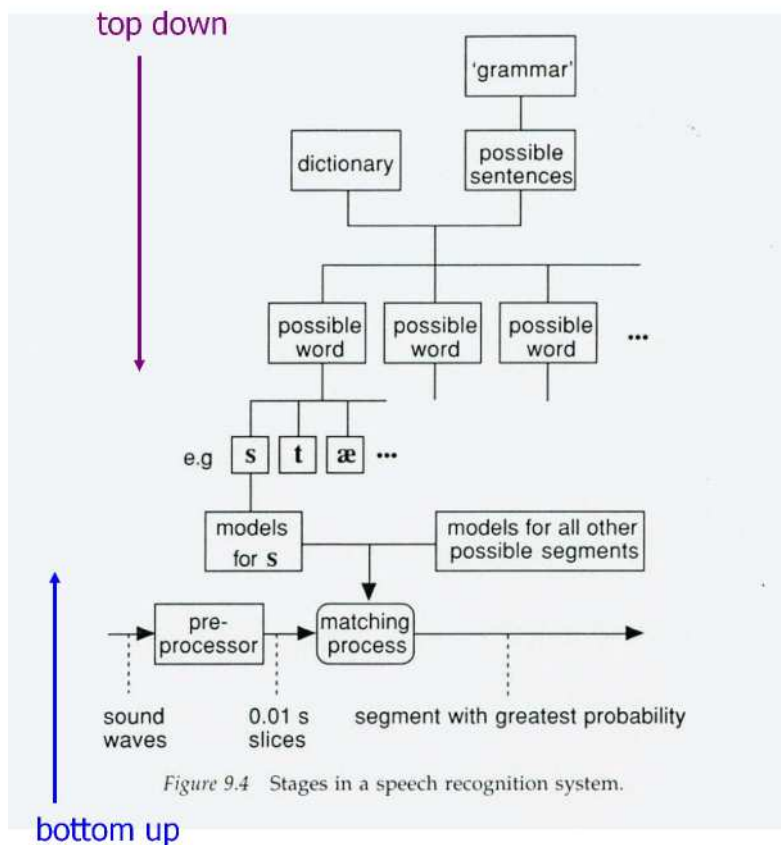 top down
'grammar'
dictionary
possible
sentences
possible
word
possible
word
possible
word
...
e.g
s
t
æ
...
models
for s
models for all other
possible segments
pre-
processor
matching
process
sound
waves
0.01 s
slices
segment with greatest probability
Figure 9.4 Stages in a speech recognition system.
bottom up